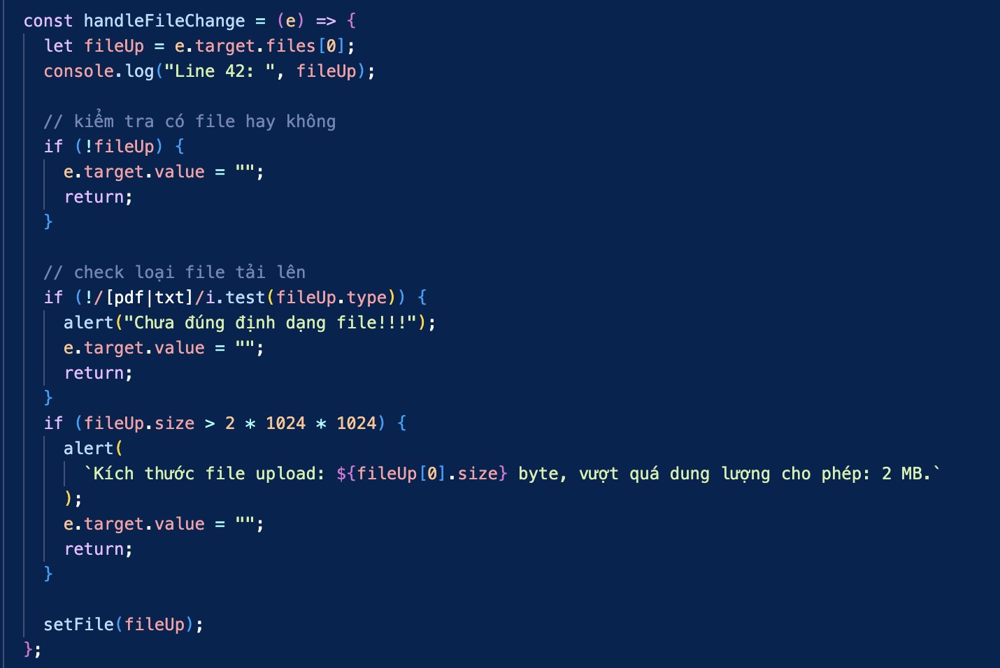 const handleFileChange = (e) => {
let fileUp = e.target.files[0];
console.log("Line 42: ", fileUp);
// kiểm tra có file hay không
if (!fileUp) {
e.target.value = "";
return;
}
// check loại file tải lên
if (!/[pdf|txt]/i.test(fileUp.type)) {
alert("Chưa đúng định dạng file!!!");
e.target.value = "";
return;
}
if (fileUp.size > 2 * 1024 * 1024) {
alert(
`Kích thước file upload: ${fileUp[0].size} byte, vượt quá dung lượng cho phép: 2 MB.`
);
e.target.value = "";
return;
}
setFile(fileUp);
};